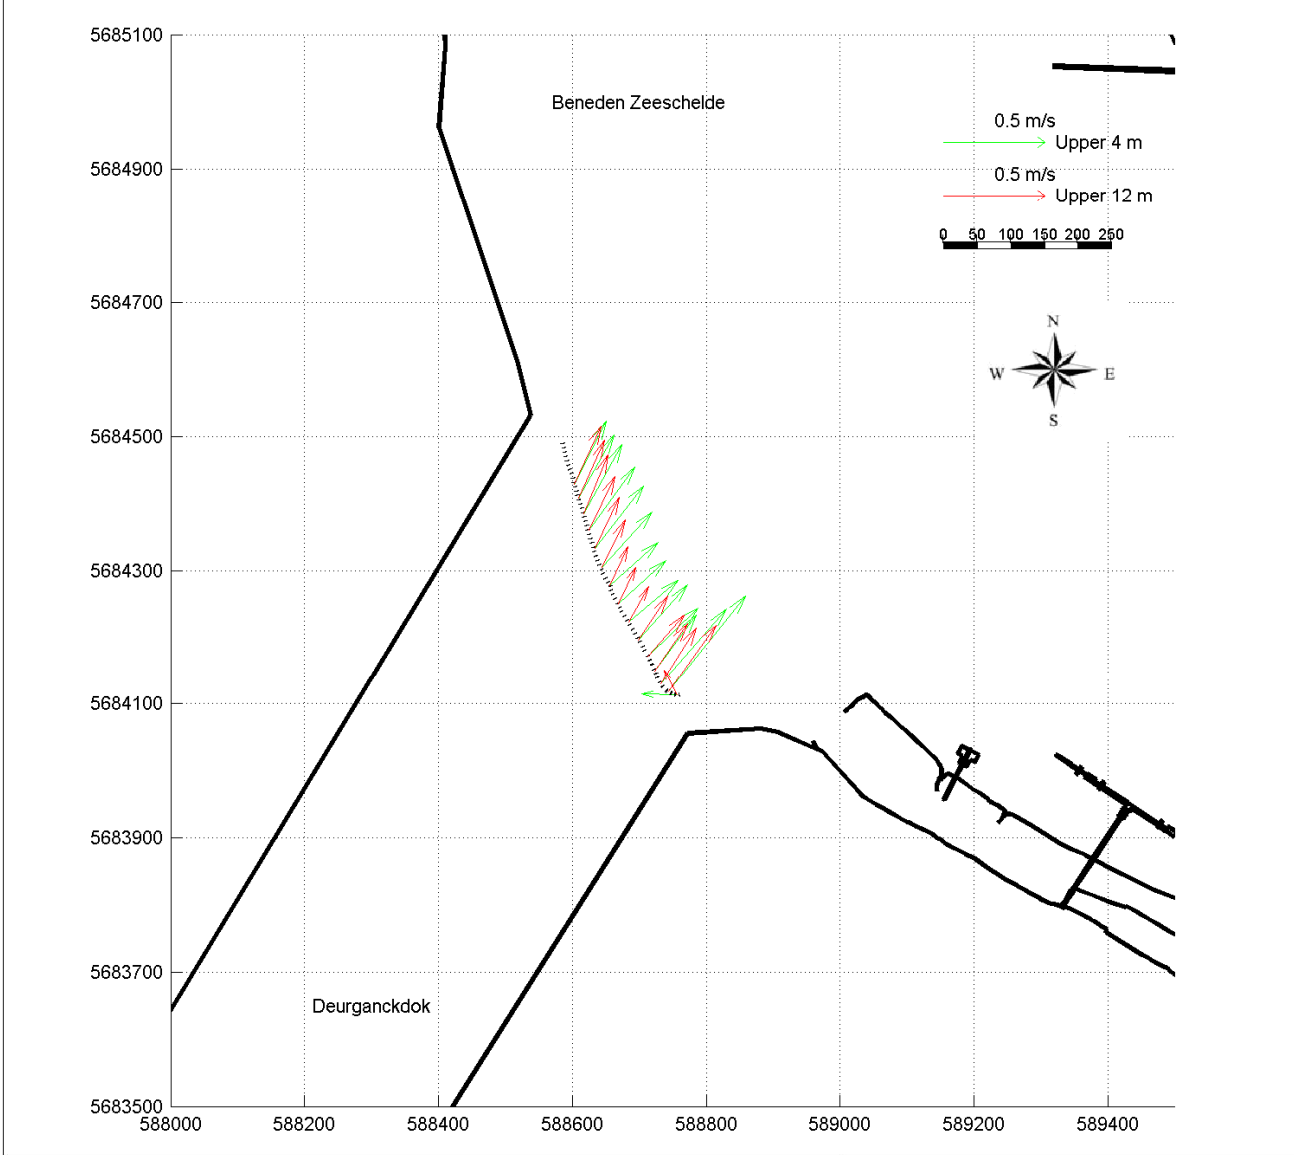 5685100
Beneden Zeeschelde
0.5 m/s
Upper 4 m
5684900
0.5 m/s
Upper 12 m
0 50 100 150 200 250
5684700
N
W E
S
5684500
5684300
5684100
5683900
5683700
Deurganckdok
5683500
588000 588200 588400 588600 588800 589000 589200 589400